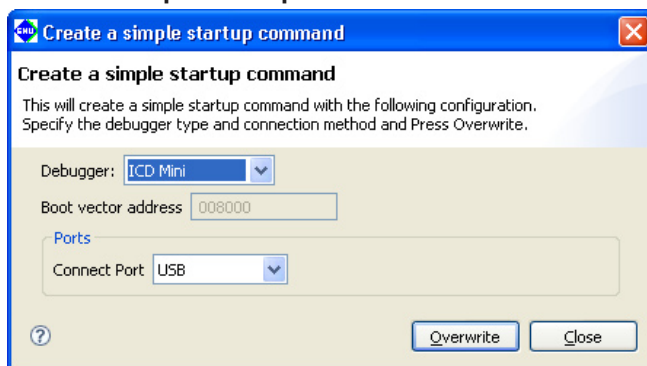 GNU Create a simple startup command
Create a simple startup command
This will create a simple startup command with the following configuration.
Specify the debugger type and connection method and Press Overwrite.
Debugger: ICD Mini
Boot vector address 008000
Ports
Connect Port USB
? Overwrite Close